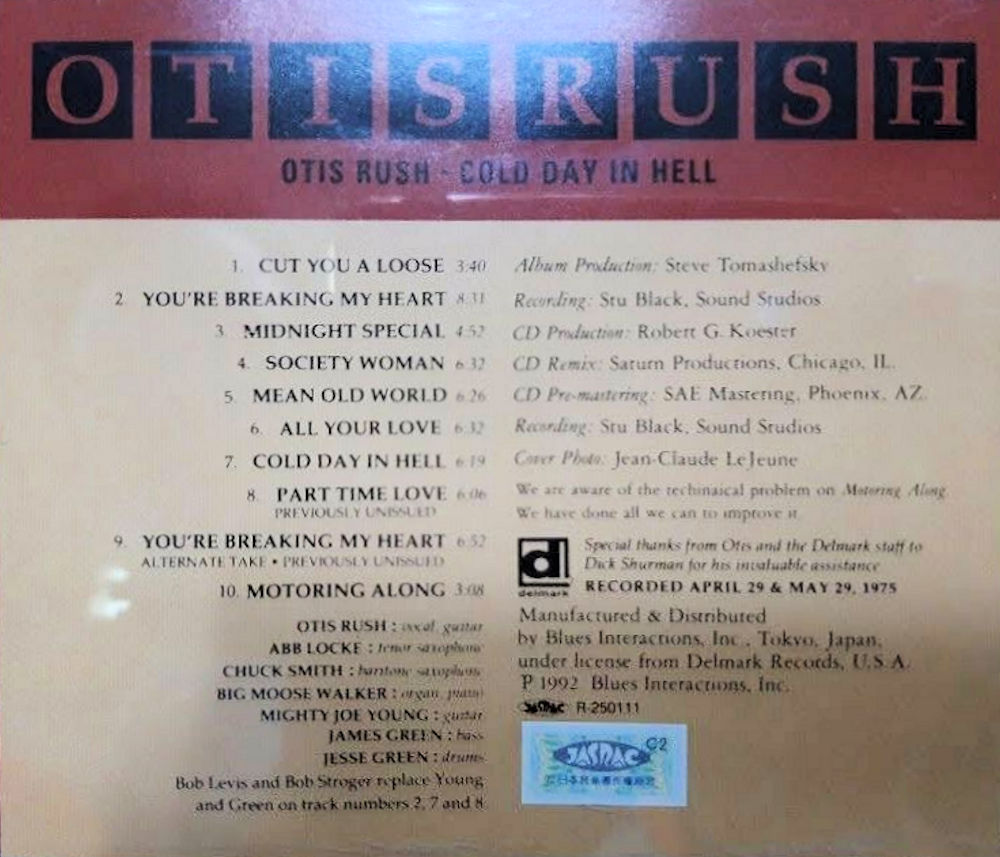 OTIS RUSH
OTIS RUSH - COLD DAY IN HELL
1. CUT YOU A LOOSE 3:40
2. YOU'RE BREAKING MY HEART 8:31
3. MIDNIGHT SPECIAL 4:52
4. SOCIETY WOMAN 6:32
5. MEAN OLD WORLD 6:26
6. ALL YOUR LOVE 6:32
7. COLD DAY IN HELL 6:19
8. PART TIME LOVE 6:06
PREVIOUSLY UNISSUED
9. YOU'RE BREAKING MY HEART 6:52
ALTERNATE TAKE • PREVIOUSLY UNISSUED
10. MOTORING ALONG 3:08
OTIS RUSH : vocal, guitar
ABB LOCKE : tenor saxophone
CHUCK SMITH : baritone saxophone
BIG MOOSE WALKER : organ, piano
MIGHTY JOE YOUNG : guitar
JAMES GREEN : bass
JESSE GREEN : drums
Bob Levis and Bob Stroger replace Young
and Green on track numbers 2, 7 and 8
Album Production: Steve Tomashefsky
Recording: Stu Black, Sound Studios
CD Production: Robert G. Koester
CD Remix: Saturn Productions, Chicago, IL.
CD Pre-mastering: SAE Mastering, Phoenix, AZ.
Recording: Stu Black, Sound Studios
Cover Photo: Jean-Claude LeJeune
We are aware of the techinaical problem on Motoring Along.
We have done all we can to improve it.
d
delmark
Special thanks from Otis and the Delmark staff to
Dick Shurman for his invaluable assistance
RECORDED APRIL 29 & MAY 29, 1975
Manufactured & Distributed
by Blues Interactions, Inc., Tokyo, Japan,
under license from Delmark Records, U.S.A.
P 1992 Blues Interactions, Inc.
JASRAC R-250111
C2
JASRAC